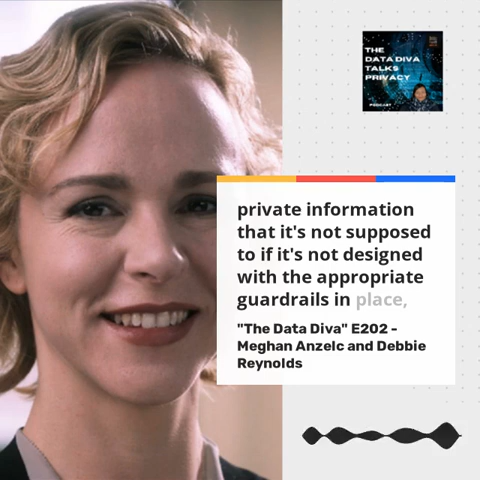 THE
DATA DIVA
TALKS
PRIVACY
PODCAST
private information
that it's not supposed
to if it's not designed
with the appropriate
guardrails in place,
"The Data Diva" E202 -
Meghan Anzelc and Debbie
Reynolds